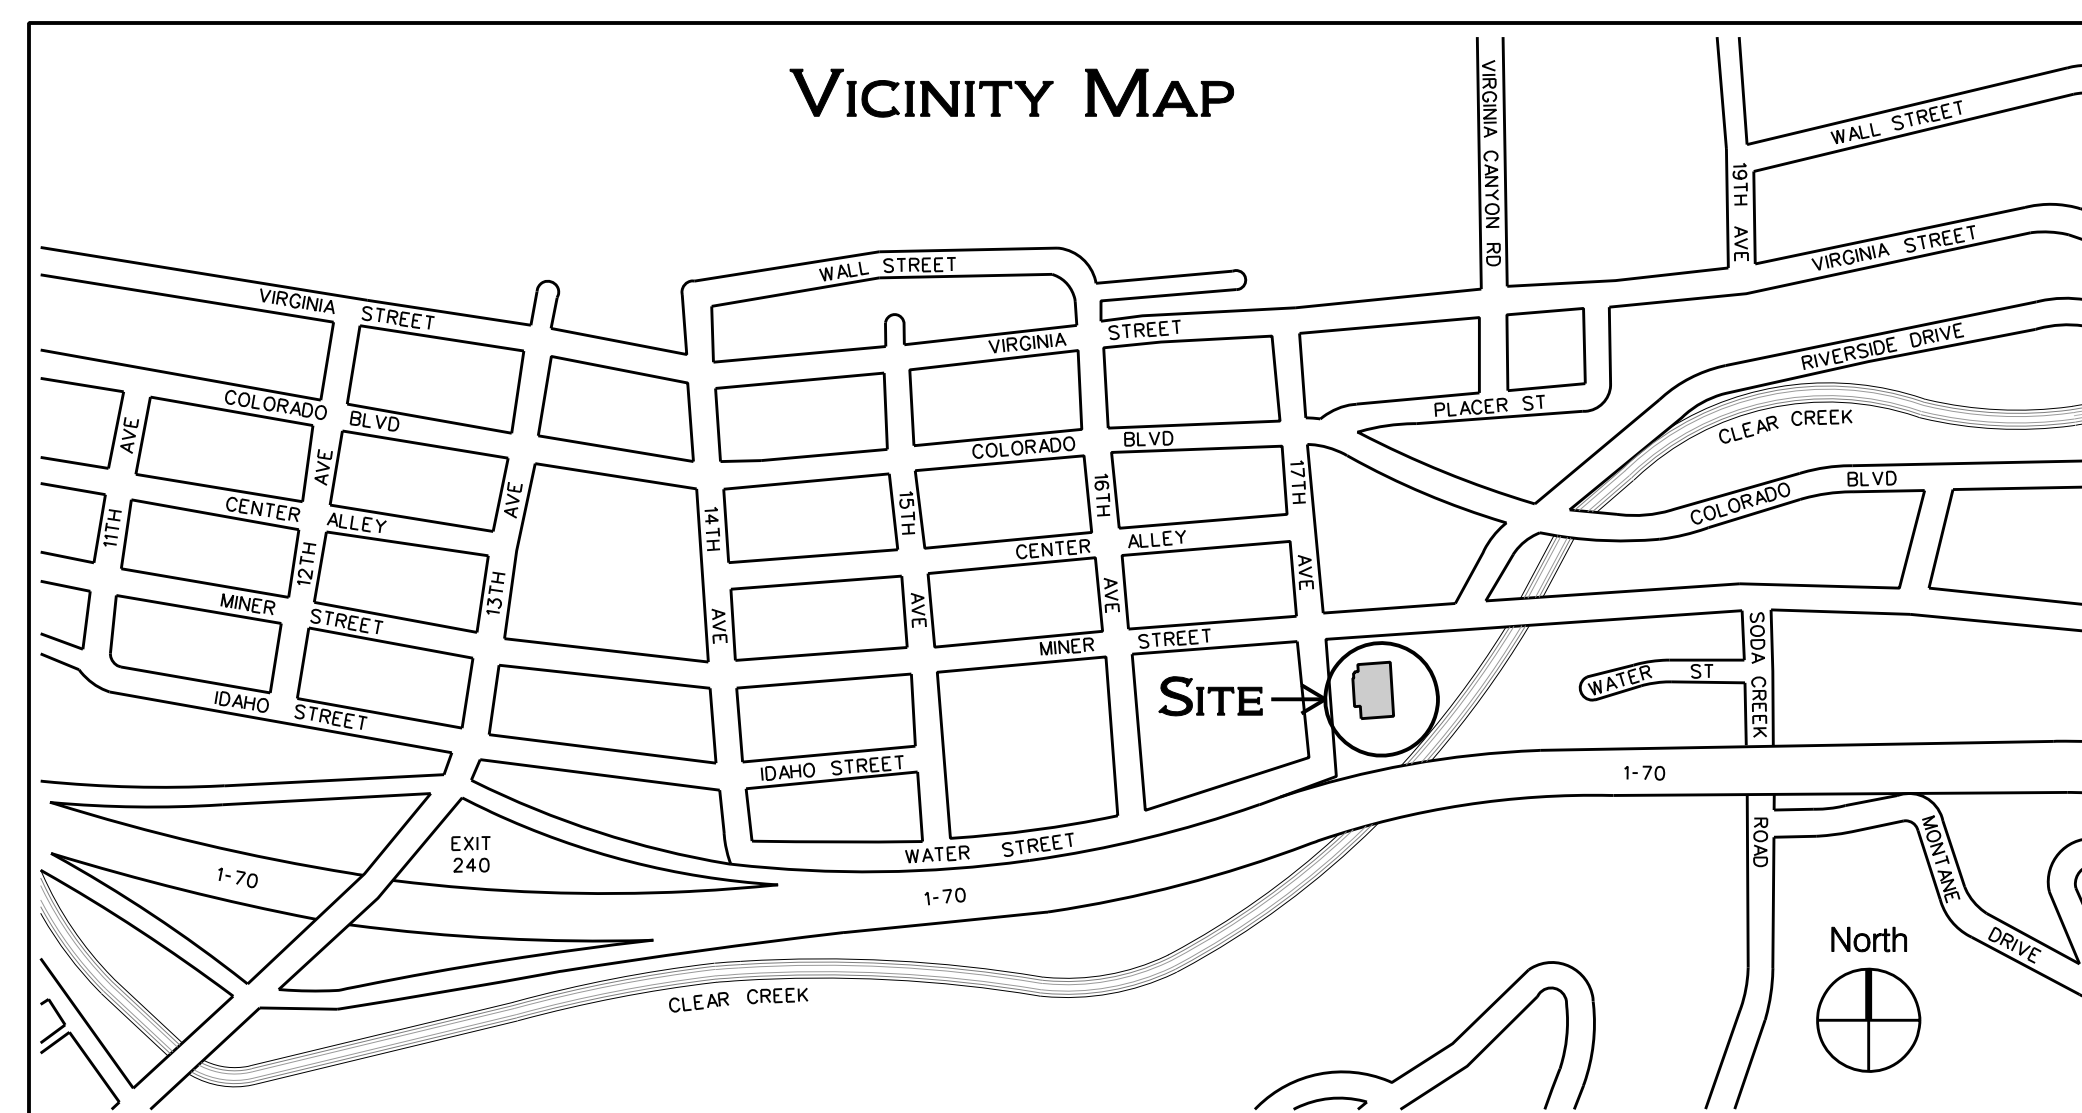 VICINITY MAP
VIRGINIA CANYON RD
19TH AVE
WALL STREET
VIRGINIA STREET
WALL STREET
VIRGINIA STREET
VIRGINIA STREET
RIVERSIDE DRIVE
PLACER ST
CLEAR CREEK
COLORADO BLVD
COLORADO BLVD
COLORADO BLVD
11TH AVE
12TH AVE
13TH AVE
14TH AVE
15TH AVE
16TH AVE
17TH AVE
CENTER ALLEY
CENTER ALLEY
MINER STREET
MINER STREET
SITE
WATER ST
SODA CREEK ROAD
IDAHO STREET
IDAHO STREET
1-70
EXIT
240
WATER STREET
1-70
1-70
MONTANE DRIVE
North
CLEAR CREEK